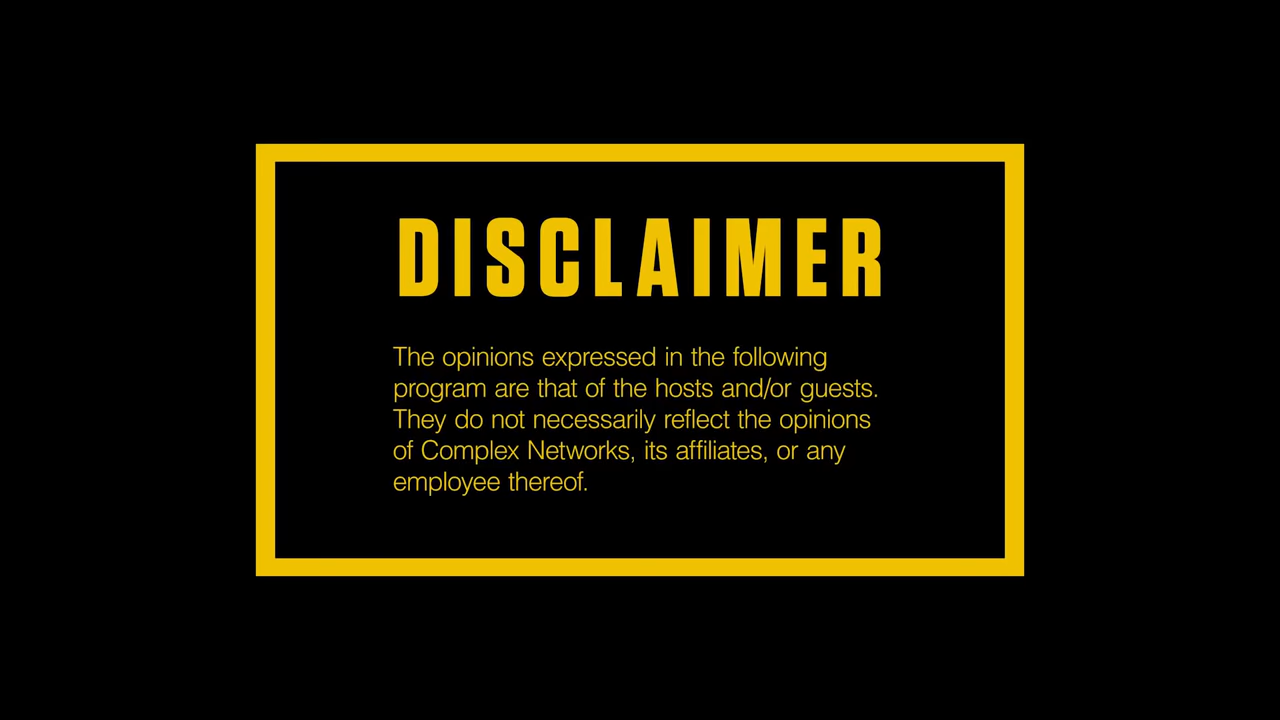 DISCLAIMER
The opinions expressed in the following
program are that of the hosts and/or guests.
They do not necessarily reflect the opinions
of Complex Networks, its affiliates, or any
employee thereof.